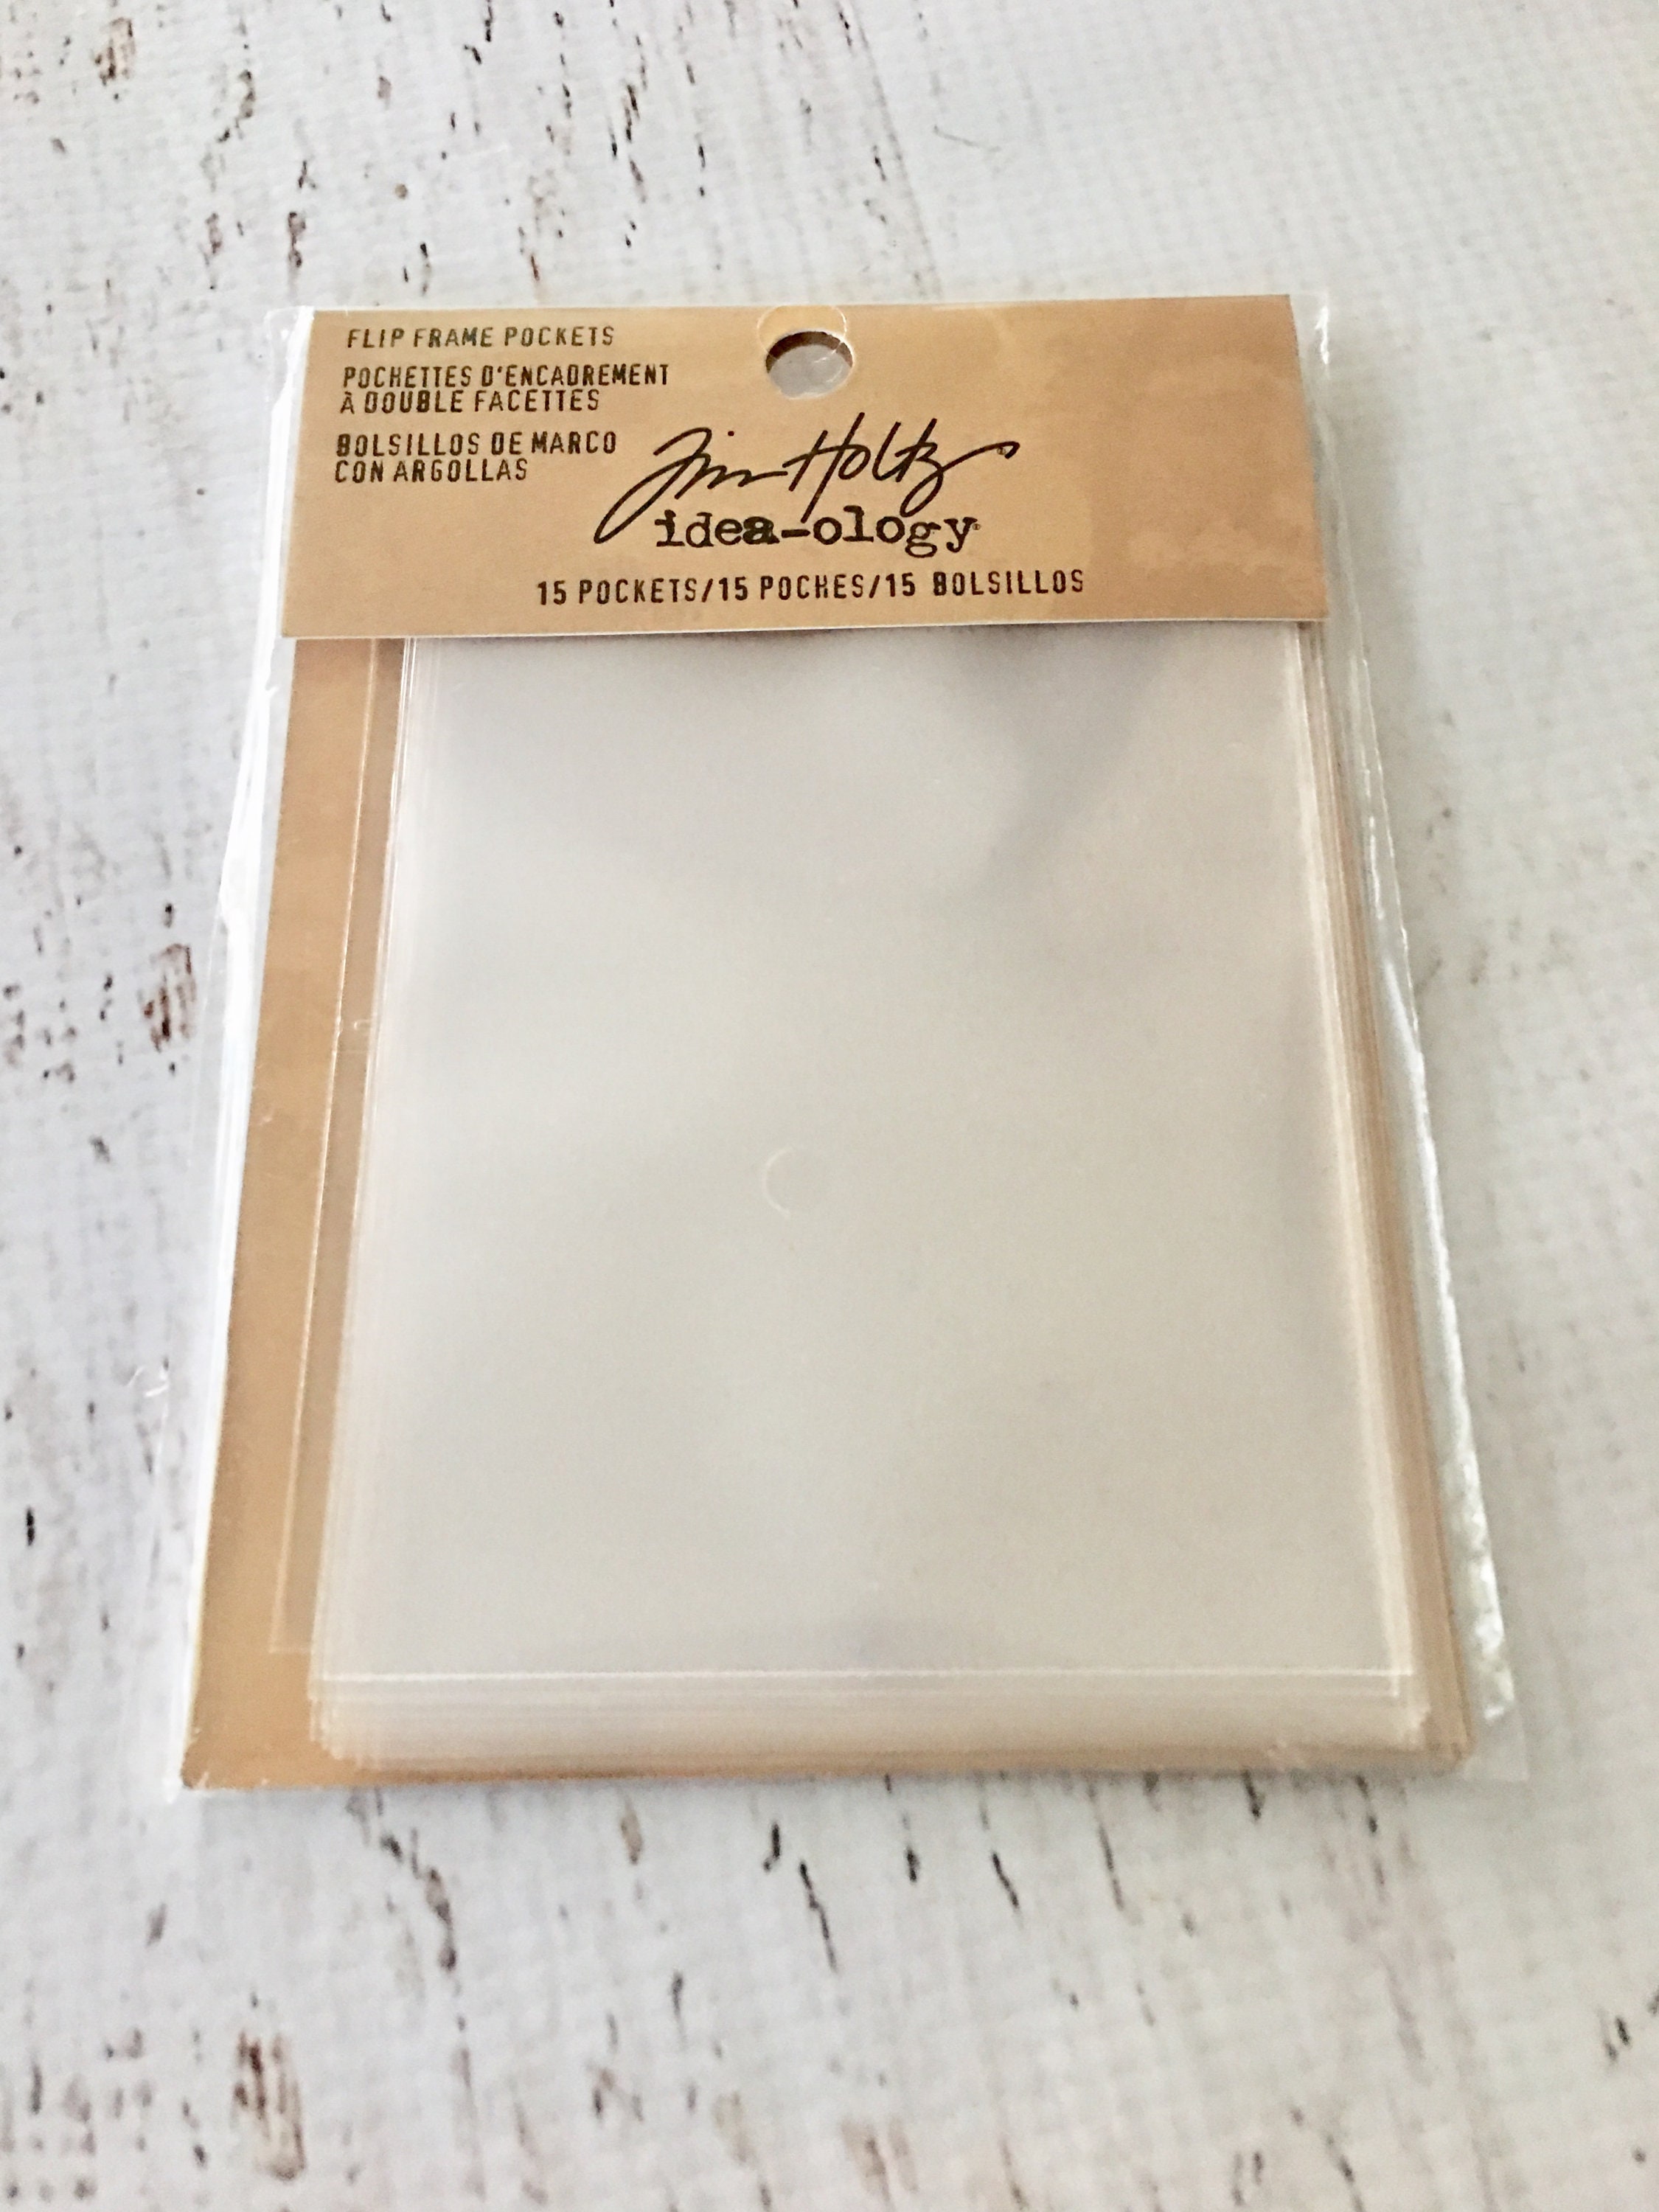 FLIP FRAME POCKETS
POCHETTES D'ENCADREMENT
À DOUBLE FACETTES
BOLSILLOS DE MARCO
CON ARGOLLAS
Tim Holtz®
idea-ology®
15 POCKETS/15 POCHES/15 BOLSILLOS